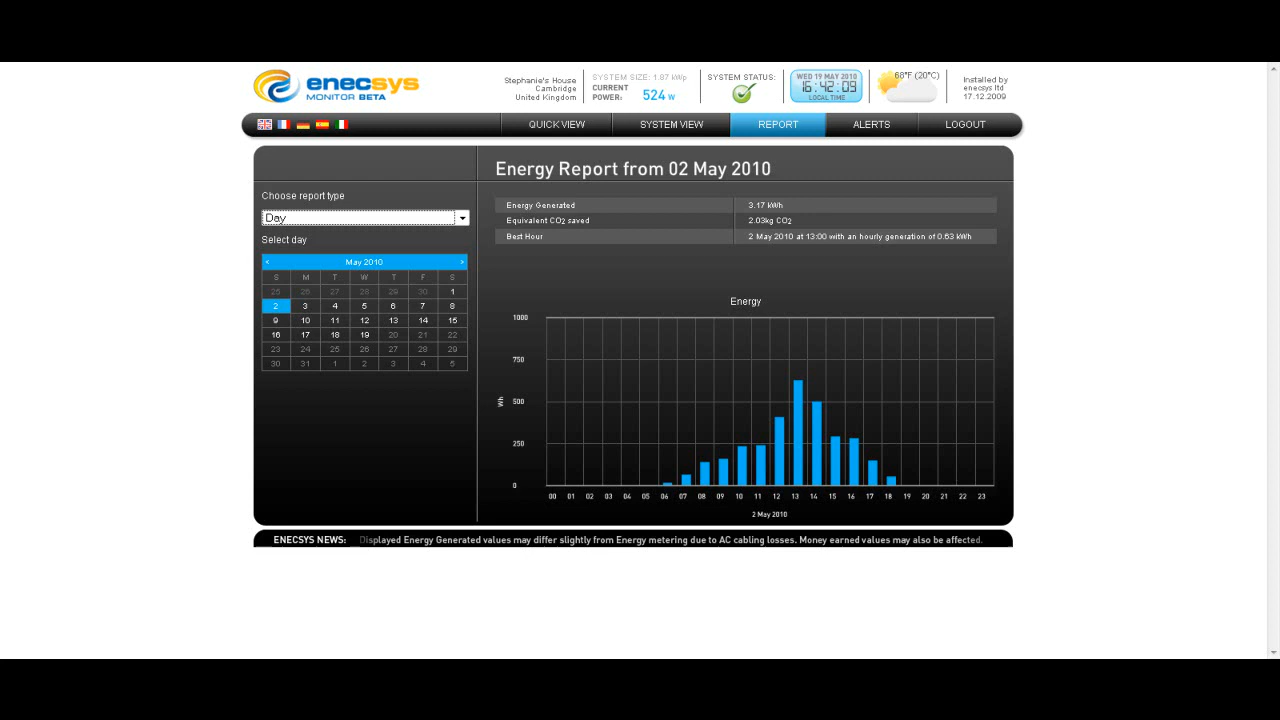 enecsys
MONITOR BETA
Stephanie's House
Cambridge
United Kingdom
SYSTEM SIZE: 1.87 kWp
CURRENT
POWER: 524 W
SYSTEM STATUS:
WED 19 MAY 2010
16:42:09
LOCAL TIME
68°F (20°C)
Installed by
enecsys ltd
17.12.2009
QUICK VIEW SYSTEM VIEW REPORT ALERTS LOGOUT
Energy Report from 02 May 2010
Choose report type
Day
Select day
< May 2010 >
S M T W T F S
25 26 27 28 29 30 1
2 3 4 5 6 7 8
9 10 11 12 13 14 15
16 17 18 19 20 21 22
23 24 25 26 27 28 29
30 31 1 2 3 4 5
Energy Generated 3.17 kWh
Equivalent CO2 saved 2.03kg CO2
Best Hour 2 May 2010 at 13:00 with an hourly generation of 0.63 kWh
Energy
1000
750
Wh 500
250
0
00 01 02 03 04 05 06 07 08 09 10 11 12 13 14 15 16 17 18 19 20 21 22 23
2 May 2010
ENECSYS NEWS: Displayed Energy Generated values may differ slightly from Energy metering due to AC cabling losses. Money earned values may also be affected.